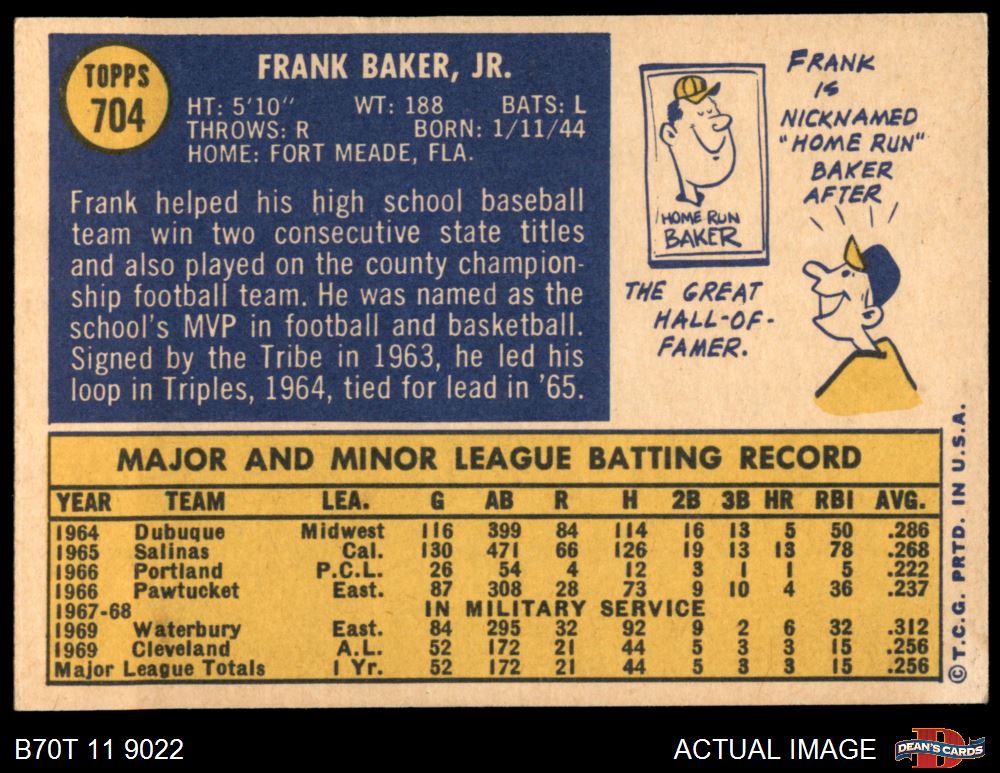 TOPPS
704
FRANK BAKER, JR.
HT: 5'10" WT: 188 BATS: L
THROWS: R BORN: 1/11/44
HOME: FORT MEADE, FLA.
Frank helped his high school baseball
team win two consecutive state titles
and also played on the county champion-
ship football team. He was named as the
school's MVP in football and basketball.
Signed by the Tribe in 1963, he led his
loop in Triples, 1964, tied for lead in '65.
FRANK
IS
NICKNAMED
"HOME RUN"
BAKER
AFTER
HOME RUN
BAKER
THE GREAT
HALL-OF-
FAMER.
MAJOR AND MINOR LEAGUE BATTING RECORD
YEAR TEAM LEA. G AB R H 2B 3B HR RBI AVG.
1964 Dubuque Midwest 116 399 84 114 16 13 5 50 .286
1965 Salinas Cal. 130 471 66 126 19 13 13 78 .268
1966 Portland P.C.L. 26 54 4 12 3 1 1 5 .222
1966 Pawtucket East. 87 308 28 73 9 10 4 36 .237
1967-68 IN MILITARY SERVICE
1969 Waterbury East. 84 295 32 92 9 2 6 32 .312
1969 Cleveland A.L. 52 172 21 44 5 3 3 15 .256
Major League Totals 1 Yr. 52 172 21 44 5 3 3 15 .256
© T.C.G. PRTD. IN U.S.A.
B70T 11 9022
ACTUAL IMAGE
D
DEAN'S CARDS